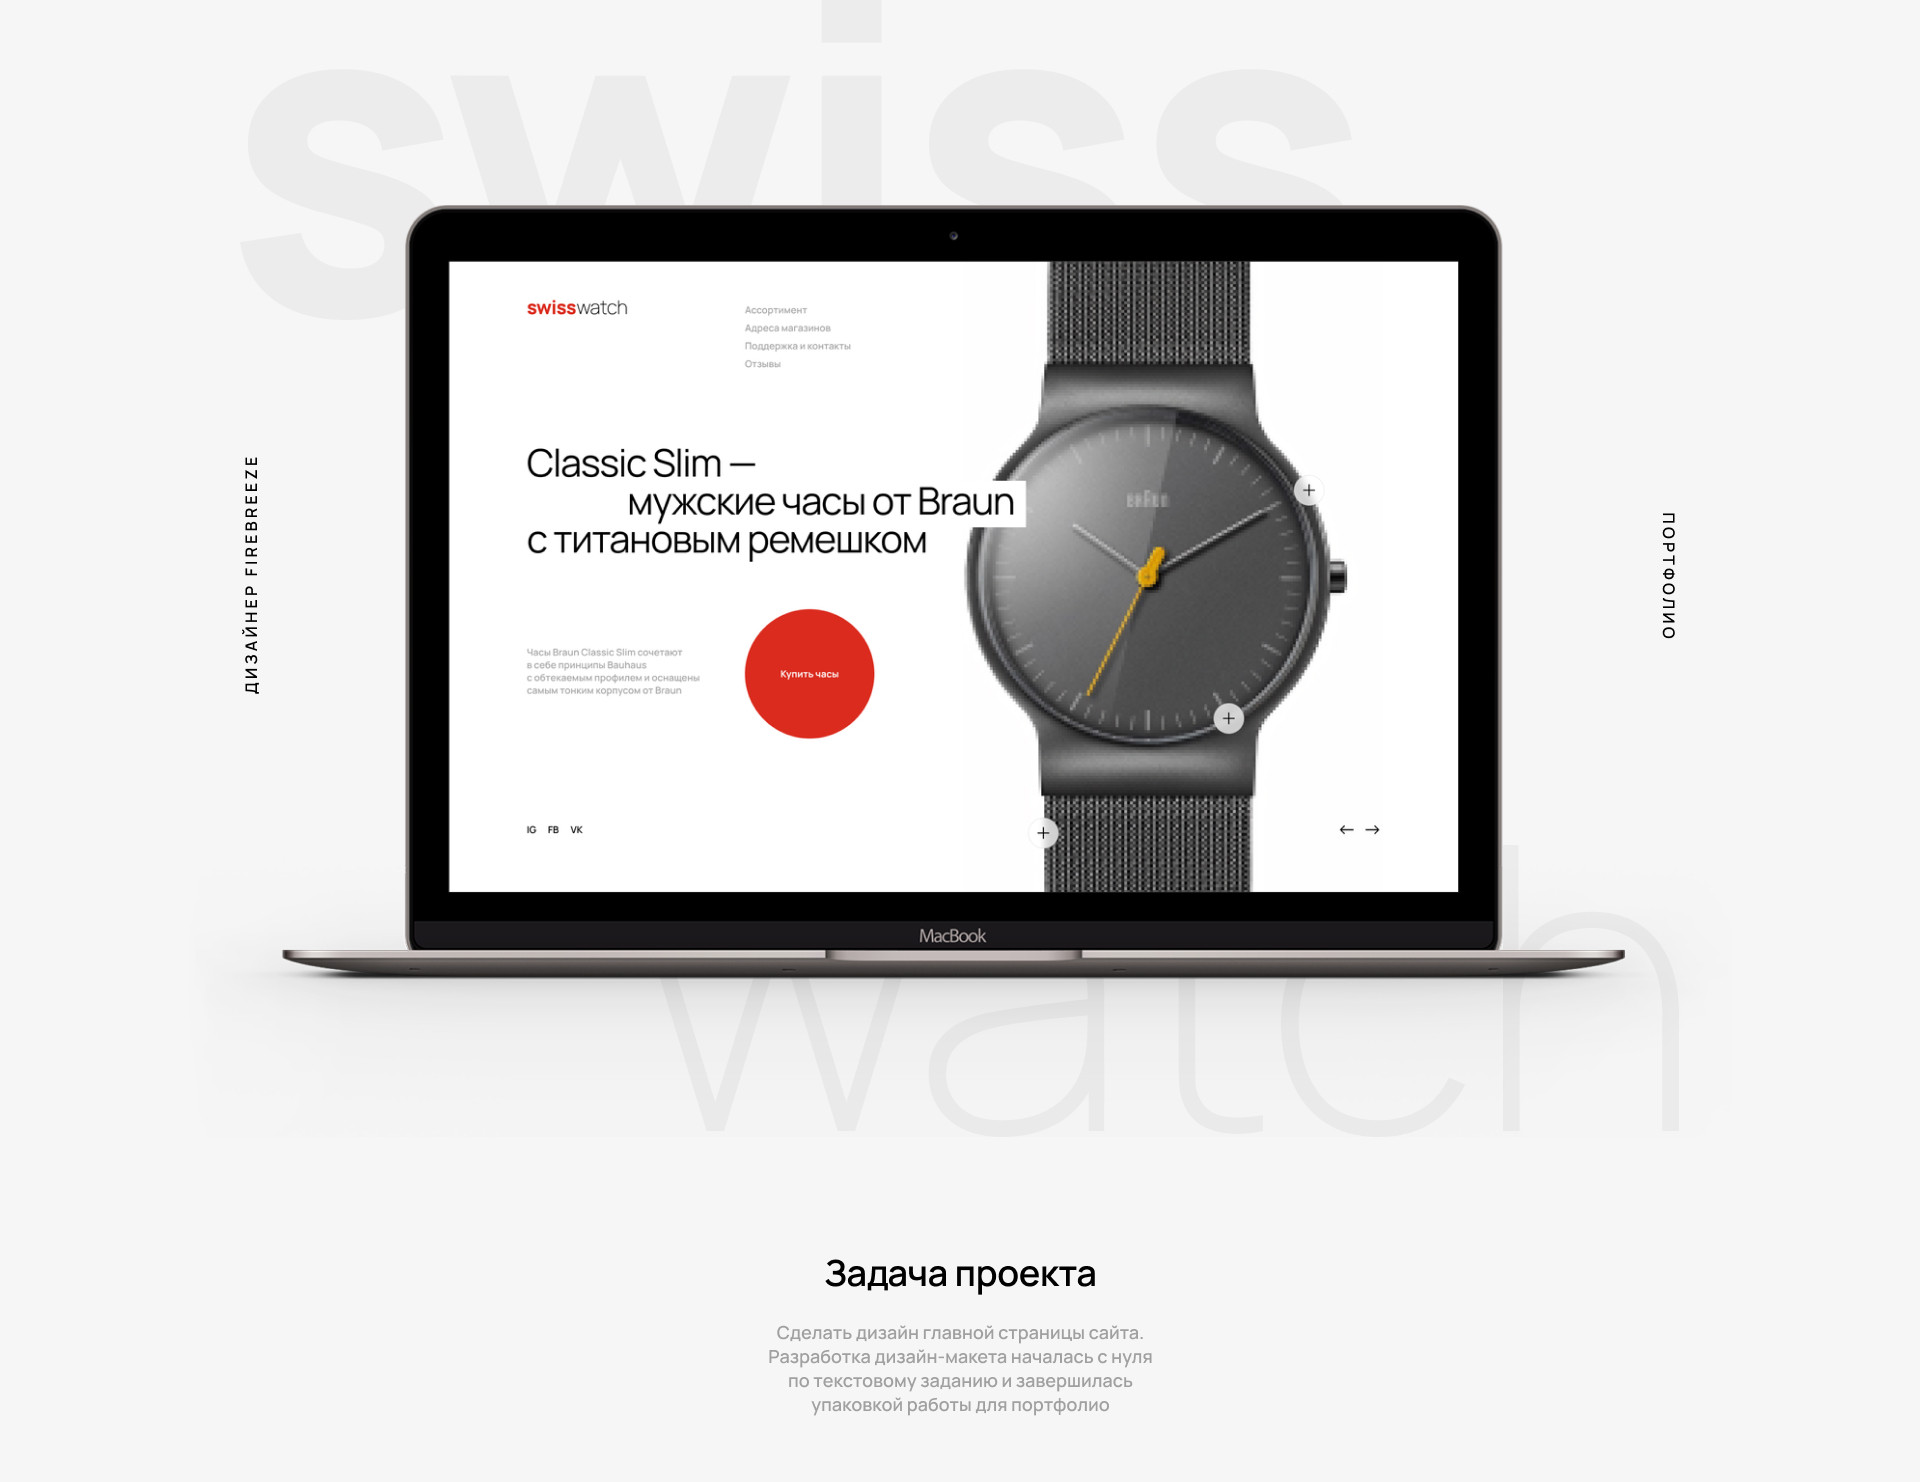 swiss
swisswatch
Ассортимент
Адреса магазинов
Поддержка и контакты
Отзывы
Classic Slim —
мужские часы от Braun
с титановым ремешком
BRAUN
Часы Braun Classic Slim сочетают
в себе принципы Bauhaus
с обтекаемым профилем и оснащены
самым тонким корпусом от Braun
Купить часы
IG FB VK
MacBook
ДИЗАЙНЕР FIREBREEZE
ПОРТФОЛИО
watch
Задача проекта
Сделать дизайн главной страницы сайта.
Разработка дизайн-макета началась с нуля
по текстовому заданию и завершилась
упаковкой работы для портфолио